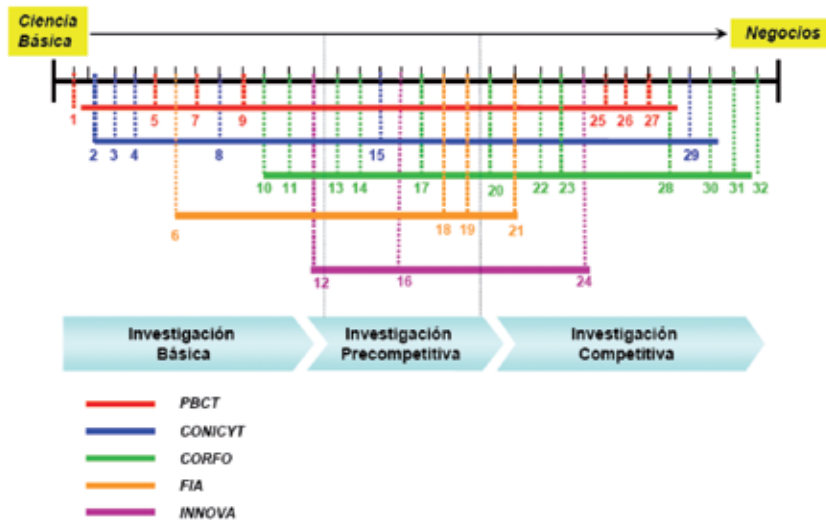 Ciencia
Básica
Negocios
1 5 7 9 25 26 27
2 3 4 8 15 29
10 11 13 14 17 20 22 23 28 30 31 32
6 18 19 21
12 16 24
Investigación
Básica
Investigación
Precompetitiva
Investigación
Competitiva
PBCT
CONICYT
CORFO
FIA
INNOVA